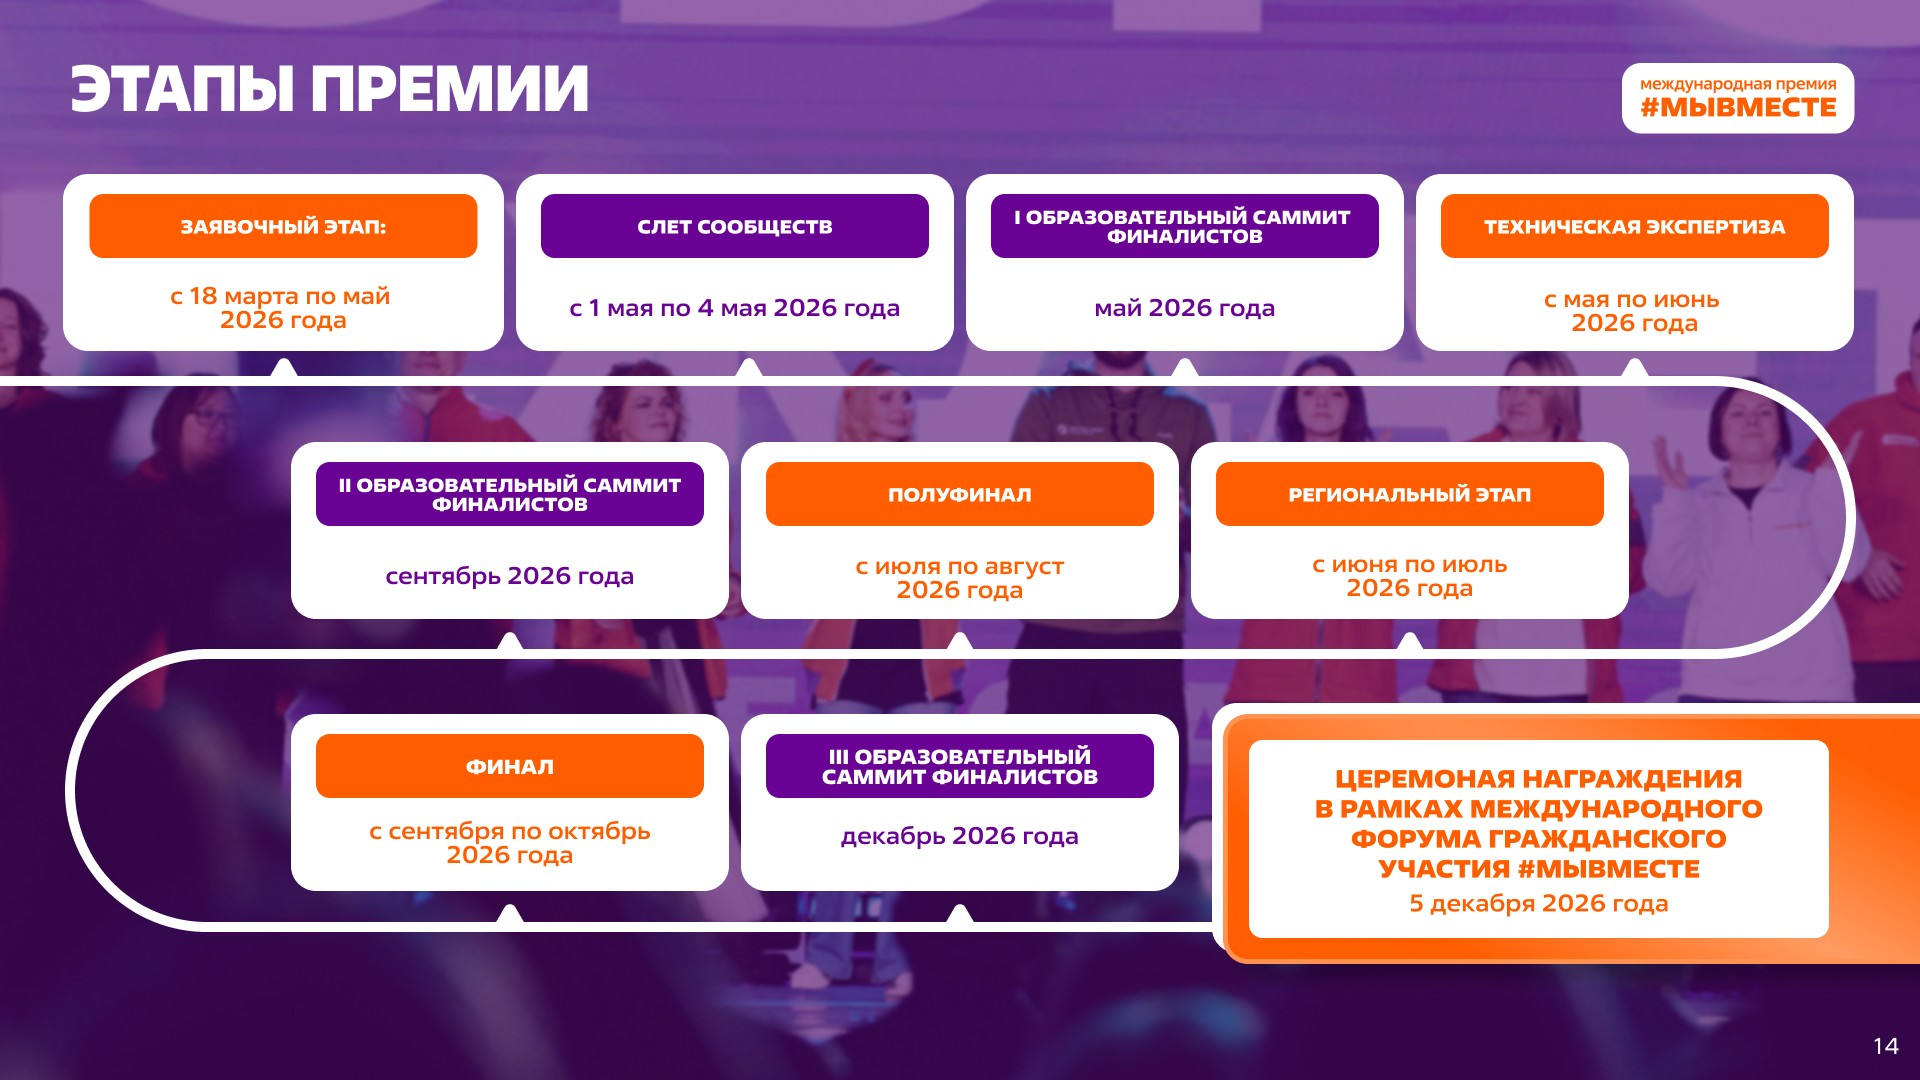 ЭТАПЫ ПРЕМИИ
международная премия
#МЫВМЕСТЕ
ЗАЯВОЧНЫЙ ЭТАП:
с 18 марта по май
2026 года
СЛЕТ СООБЩЕСТВ
с 1 мая по 4 мая 2026 года
I ОБРАЗОВАТЕЛЬНЫЙ САММИТ
ФИНАЛИСТОВ
май 2026 года
ТЕХНИЧЕСКАЯ ЭКСПЕРТИЗА
с мая по июнь
2026 года
II ОБРАЗОВАТЕЛЬНЫЙ САММИТ
ФИНАЛИСТОВ
сентябрь 2026 года
ПОЛУФИНАЛ
с июля по август
2026 года
РЕГИОНАЛЬНЫЙ ЭТАП
с июня по июль
2026 года
ФИНАЛ
с сентября по октябрь
2026 года
III ОБРАЗОВАТЕЛЬНЫЙ
САММИТ ФИНАЛИСТОВ
декабрь 2026 года
ЦЕРЕМОНАЯ НАГРАЖДЕНИЯ
В РАМКАХ МЕЖДУНАРОДНОГО
ФОРУМА ГРАЖДАНСКОГО
УЧАСТИЯ #МЫВМЕСТЕ
5 декабря 2026 года
14